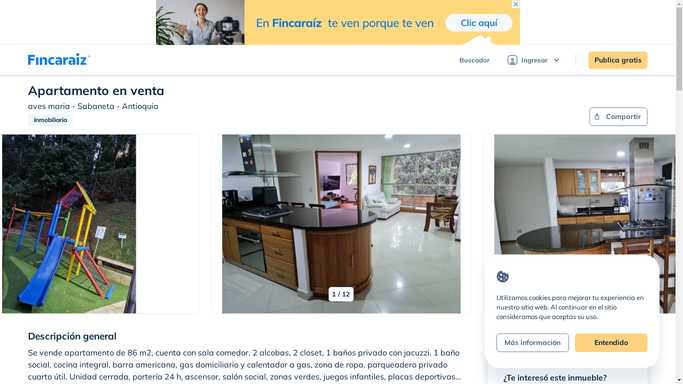 En Fincaraíz te ven porque te ven
Clic aquí
Fincaraíz
Buscador
Ingresar
Publica gratis
Apartamento en venta
aves maria - Sabaneta - Antioquia
Inmobiliaria
Compartir
1 / 12
Descripción general
Se vende apartamento de 86 m2, cuenta con sala comedor, 2 alcobas, 2 closet, 1 baños privado con jacuzzi, 1 baño
social, cocina integral, barra americana, gas domiciliario y calentador a gas, zona de ropa, parqueadero privado
cuarto útil. Unidad cerrada, portería 24 h, ascensor, salón social, zonas verdes, juegos infantiles, placas deportivas...
Utilizamos cookies para mejorar tu experiencia en
nuestro sitio web. Al continuar en el sitio
consideramos que aceptas su uso.
Más información
Entendido
¿Te interesó este inmueble?